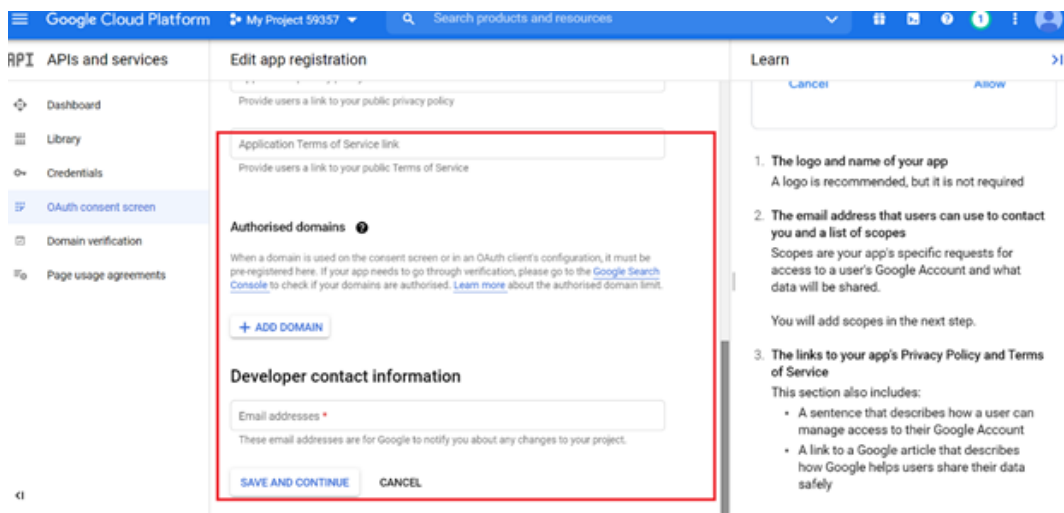 Google Cloud Platform
My Project 59357
Search products and resources
1
API APIs and services
Dashboard
Library
Credentials
OAuth consent screen
Domain verification
Page usage agreements
Edit app registration
Provide users a link to your public privacy policy
Application Terms of Service link
Provide users a link to your public Terms of Service
Authorised domains ?
When a domain is used on the consent screen or in an OAuth client's configuration, it must be
pre-registered here. If your app needs to go through verification, please go to the Google Search
Console to check if your domains are authorised. Learn more about the authorised domain limit.
+ ADD DOMAIN
Developer contact information
Email addresses *
These email addresses are for Google to notify you about any changes to your project.
SAVE AND CONTINUE CANCEL
Learn
Cancel Allow
1. The logo and name of your app
A logo is recommended, but it is not required
2. The email address that users can use to contact
you and a list of scopes
Scopes are your app's specific requests for
access to a user's Google Account and what
data will be shared.
You will add scopes in the next step.
3. The links to your app's Privacy Policy and Terms
of Service
This section also includes:
• A sentence that describes how a user can
manage access to their Google Account
• A link to a Google article that describes
how Google helps users share their data
safely